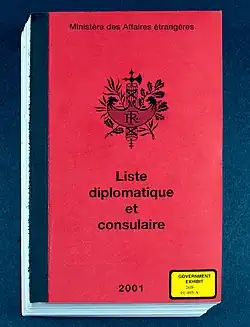 Ministère des Affaires étrangères
RF
Liste
diplomatique
et
consulaire
2001
GOVERNMENT
EXHIBIT